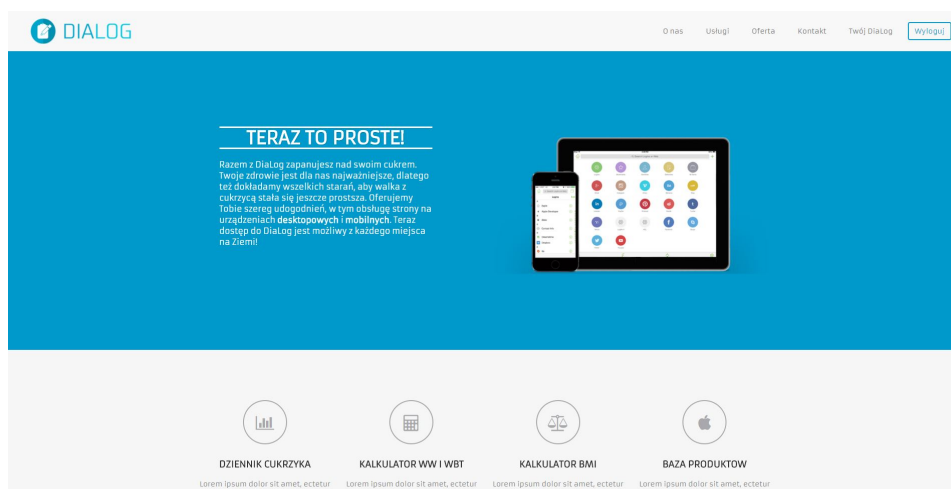 DIALOG
O nas Usługi Oferta Kontakt Twój DiaLog Wyloguj
TERAZ TO PROSTE!
Razem z DiaLog zapanujesz nad swoim cukrem.
Twoje zdrowie jest dla nas najważniejsze, dlatego
też dokładamy wszelkich starań, aby walka z
cukrzycą stała się jeszcze prostsza. Oferujemy
Tobie szereg udogodnień, w tym obsługę strony na
urządzeniach desktopowych i mobilnych. Teraz
dostęp do DiaLog jest możliwy z każdego miejsca
na Ziemi!
DZIENNIK CUKRZYKA KALKULATOR WW I WBT KALKULATOR BMI BAZA PRODUKTOW
Lorem ipsum dolor sit amet, ectetur Lorem ipsum dolor sit amet, ectetur Lorem ipsum dolor sit amet, ectetur Lorem ipsum dolor sit amet, ectetur